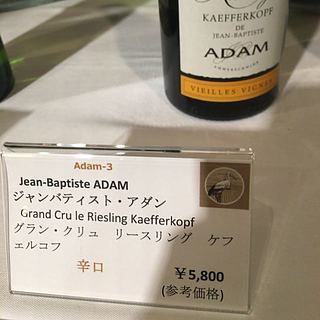 KAEFFERKOPF
DE
JEAN-BAPTISTE
ADAM
AMMERSCHWIHR
VIEILLES VIGNES
Adam-3
Jean-Baptiste ADAM
ジャンバティスト・アダン
Grand Cru le Riesling Kaefferkopf
グラン・クリュ リースリング ケフ
ェルコフ
辛口
￥5,800
(参考価格)